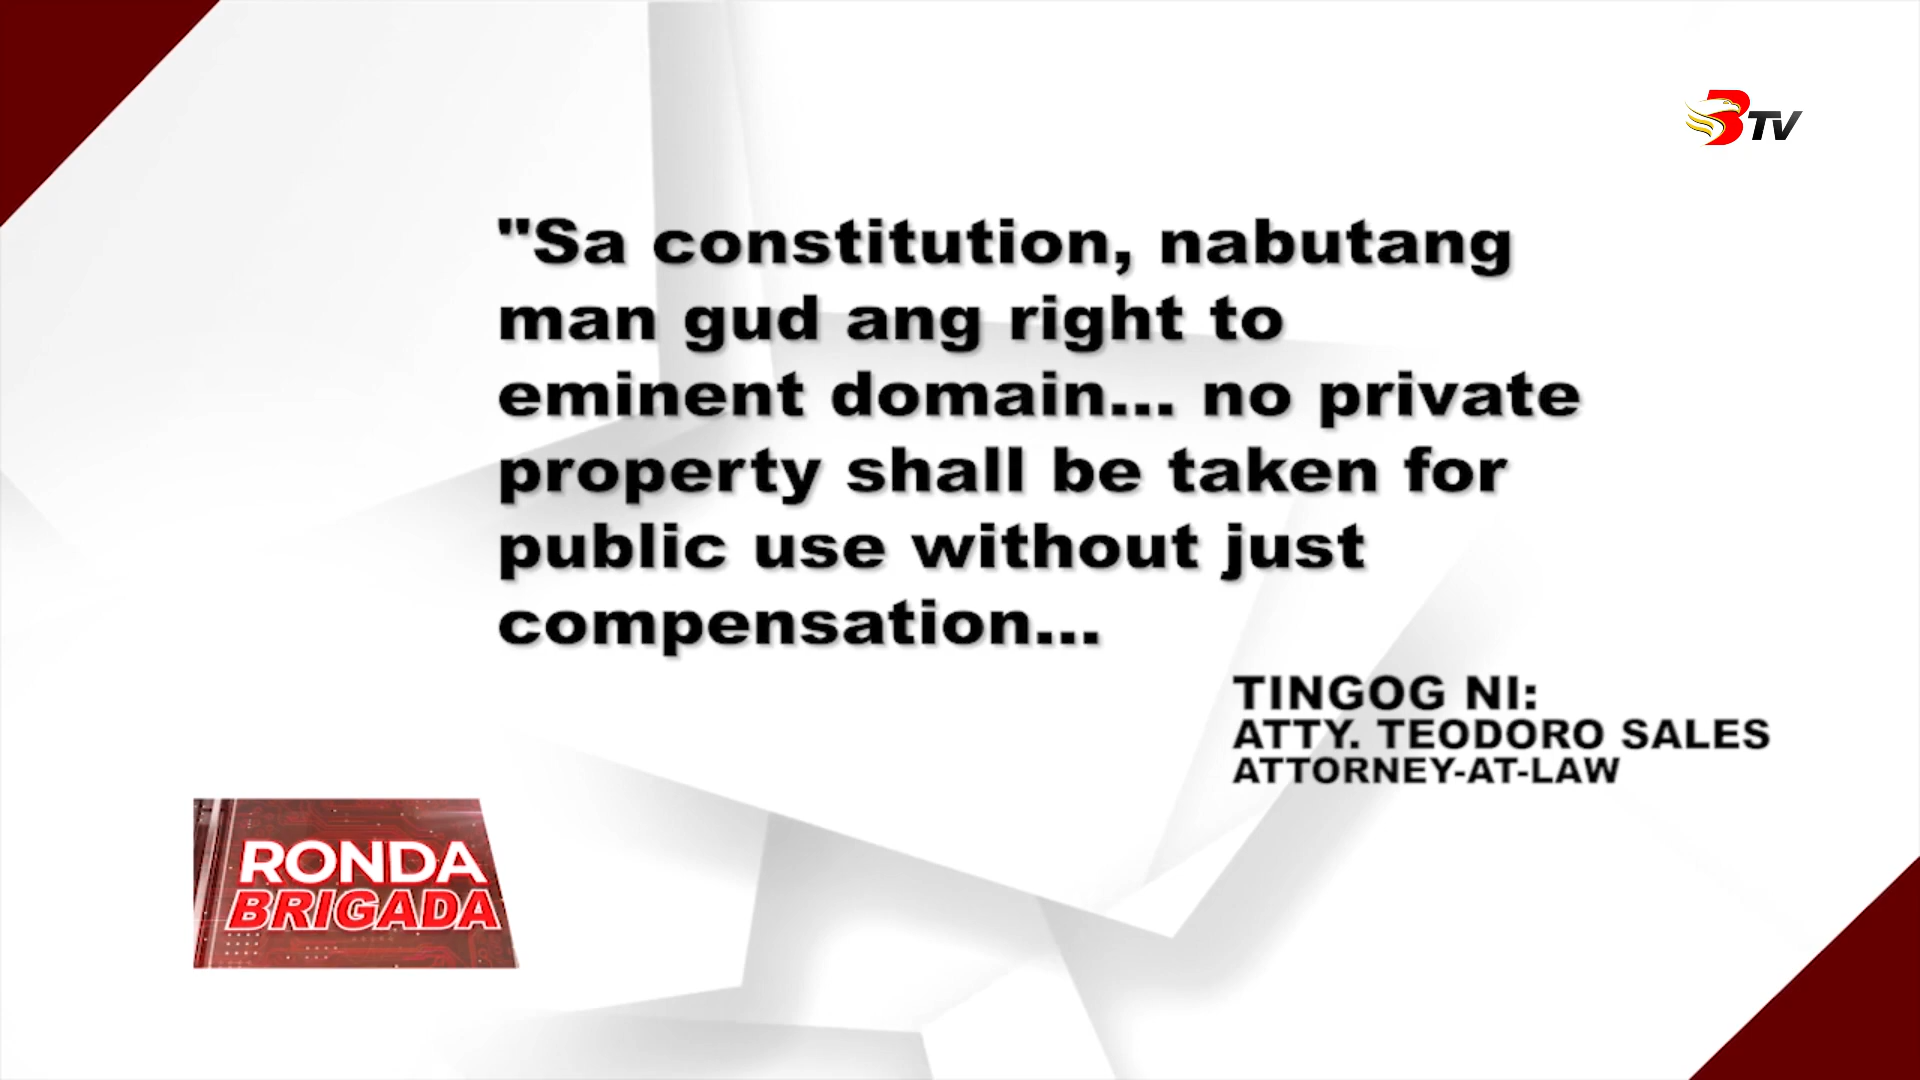 BTV
"Sa constitution, nabutang
man gud ang right to
eminent domain... no private
property shall be taken for
public use without just
compensation...
TINGOG NI:
ATTY. TEODORO SALES
ATTORNEY-AT-LAW
RONDA
BRIGADA